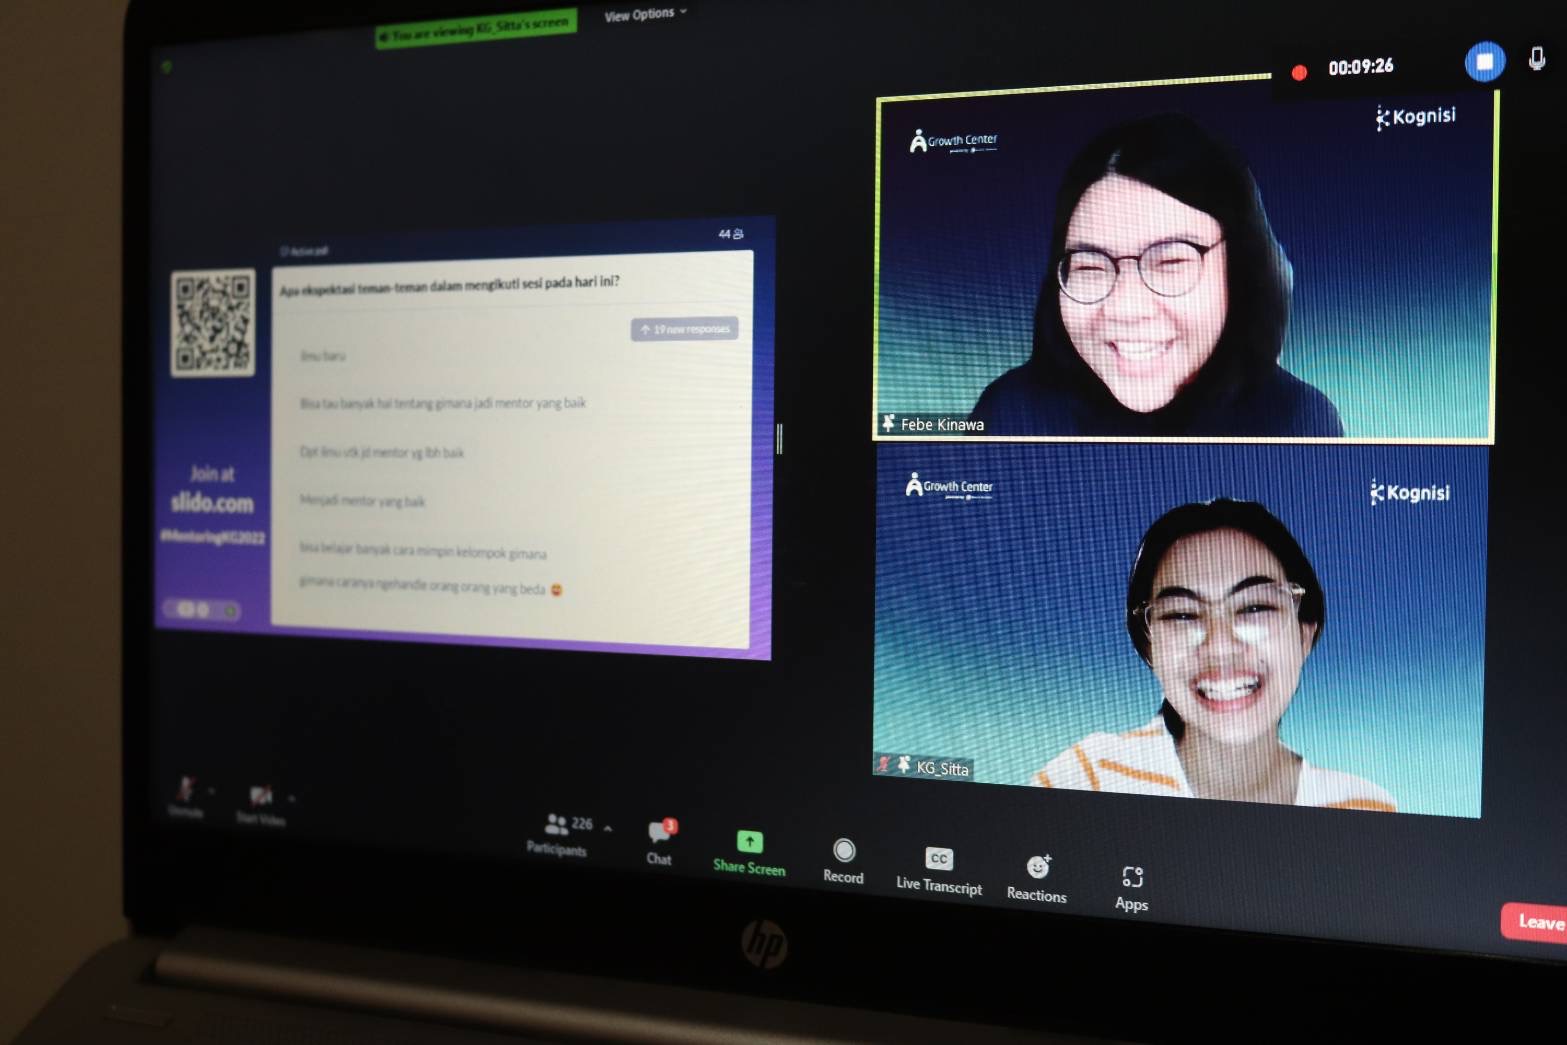 You are viewing KG_Sitta's screen
View Options
00:09:26
Growth Center
Kognisi
Febe Kinawa
Growth Center
Kognisi
KG_Sitta
Active poll
44
Apa ekspektasi teman-teman dalam mengikuti sesi pada hari ini?
19 new responses
Ilmu baru
Bisa tau banyak hal tentang gimana jadi mentor yang baik
Dpt ilmu utk jd mentor yg lbh baik
Menjadi mentor yang baik
bisa belajar banyak cara mimpin kelompok gimana
gimana caranya ngehandle orang orang yang beda 😍
Join at
slido.com
#MentoringKG2022
Unmute
Start Video
226
Participants
3
Chat
Share Screen
Record
CC
Live Transcript
Reactions
Apps
Leave
hp